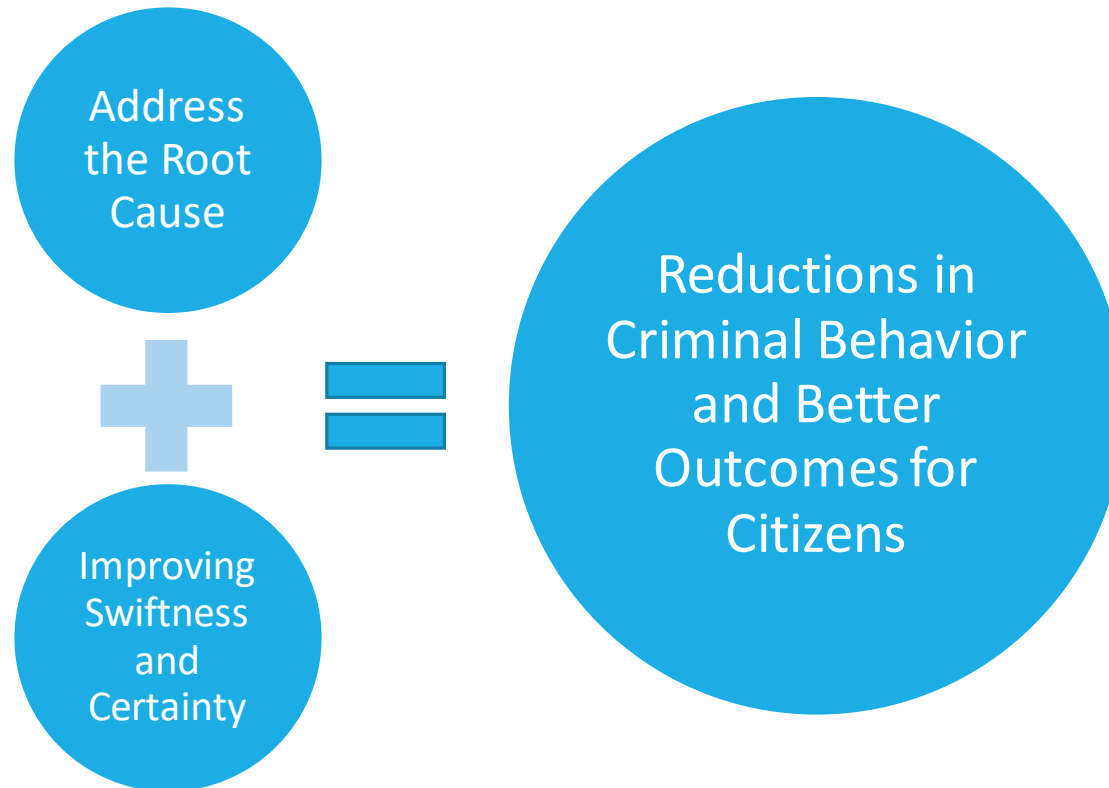 Address
the Root
Cause
Improving
Swiftness
and
Certainty
Reductions in
Criminal Behavior
and Better
Outcomes for
Citizens